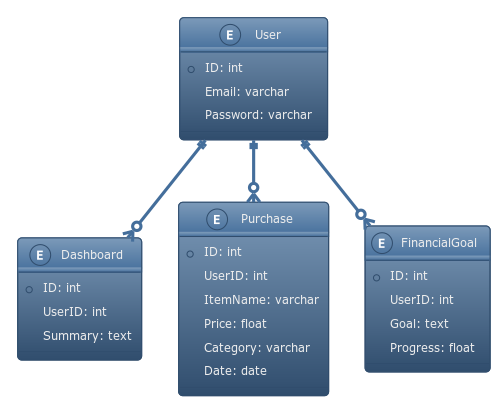 E User
ID: int
Email: varchar
Password: varchar
E Dashboard
ID: int
UserID: int
Summary: text
E Purchase
ID: int
UserID: int
ItemName: varchar
Price: float
Category: varchar
Date: date
E FinancialGoal
ID: int
UserID: int
Goal: text
Progress: float